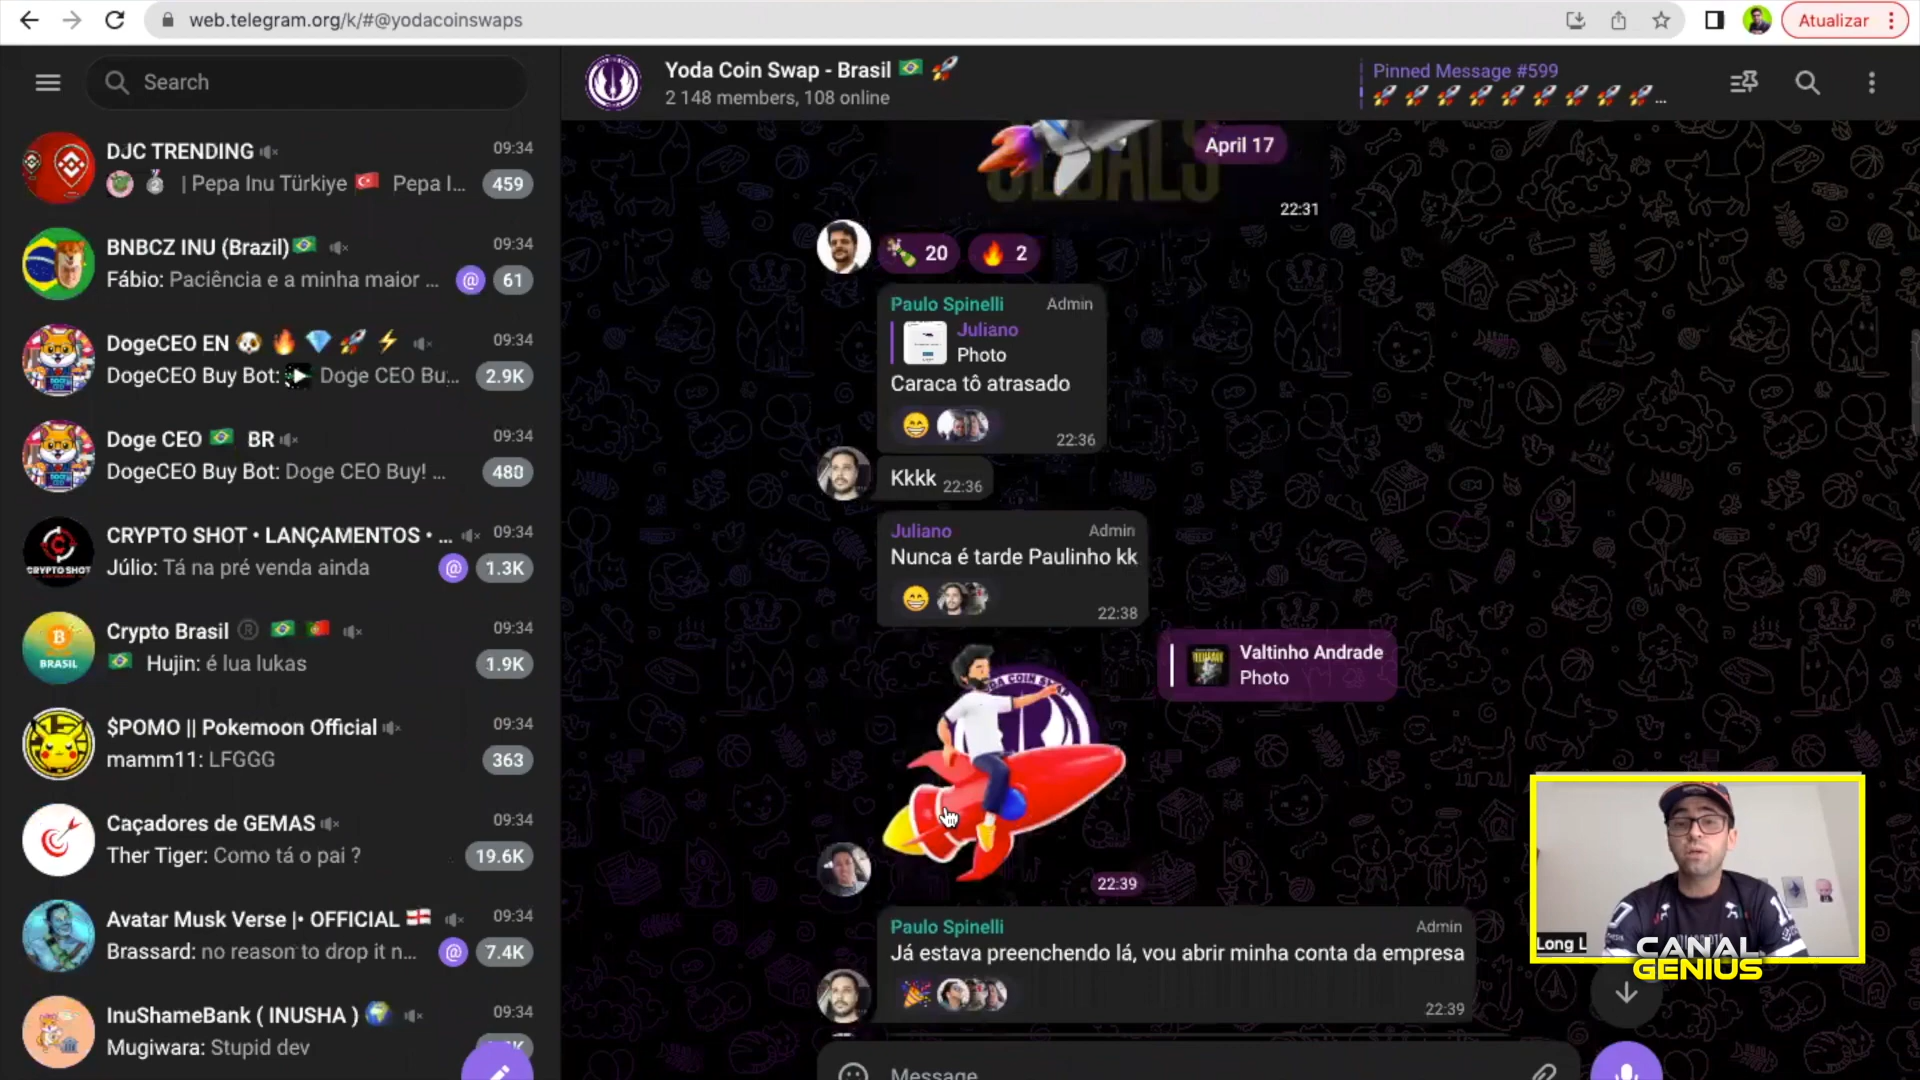 web.telegram.org/k/#@yodacoinswaps
Atualizar
Search
DJC TRENDING
09:34
| Pepa Inu Türkiye
Pepa I...
459
BNBCZ INU (Brazil)
09:34
Fábio: Paciência e a minha maior ...
@
61
DogeCEO EN
09:34
DogeCEO Buy Bot:
Doge CEO Bu...
2.9K
Doge CEO
BR
09:34
DogeCEO Buy Bot: Doge CEO Buy! ...
480
CRYPTO SHOT
CRYPTO SHOT • LANÇAMENTOS • ...
09:34
Júlio: Tá na pré venda ainda
@
1.3K
BRASIL
Crypto Brasil ®
09:34
Hujin: é lua lukas
1.9K
$POMO || Pokemoon Official
09:34
mamm11: LFGGG
363
Caçadores de GEMAS
09:34
Ther Tiger: Como tá o pai ?
19.6K
Avatar Musk Verse |• OFFICIAL
09:34
Brassard: no reason to drop it n...
@
7.4K
InuShameBank ( INUSHA )
09:34
Mugiwara: Stupid dev
Yoda Coin Swap - Brasil
2 148 members, 108 online
Pinned Message #599
...
April 17
22:31
20
2
Paulo Spinelli
Admin
Juliano
Photo
Caraca tô atrasado
22:36
Kkkk
22:36
Juliano
Admin
Nunca é tarde Paulinho kk
22:38
Valtinho Andrade
Photo
YODA COIN SWAP
22:39
Paulo Spinelli
Admin
Já estava preenchendo lá, vou abrir minha conta da empresa
22:39
Message
Long L
CANAL
GENIUS